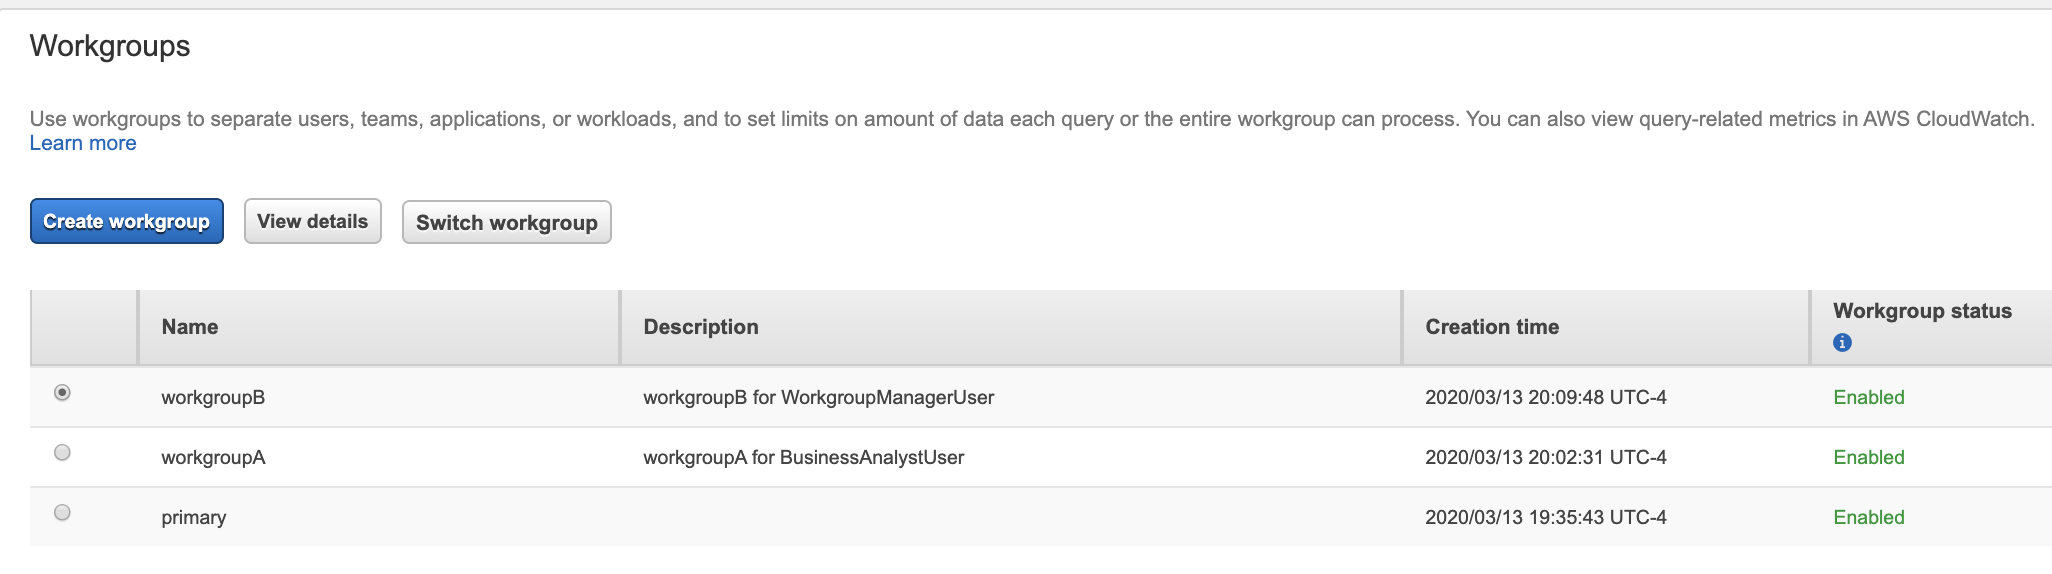 Workgroups
Use workgroups to separate users, teams, applications, or workloads, and to set limits on amount of data each query or the entire workgroup can process. You can also view query-related metrics in AWS CloudWatch.
Learn more
Create workgroup View details Switch workgroup
Name Description Creation time Workgroup status
workgroupB workgroupB for WorkgroupManagerUser 2020/03/13 20:09:48 UTC-4 Enabled
workgroupA workgroupA for BusinessAnalystUser 2020/03/13 20:02:31 UTC-4 Enabled
primary 2020/03/13 19:35:43 UTC-4 Enabled